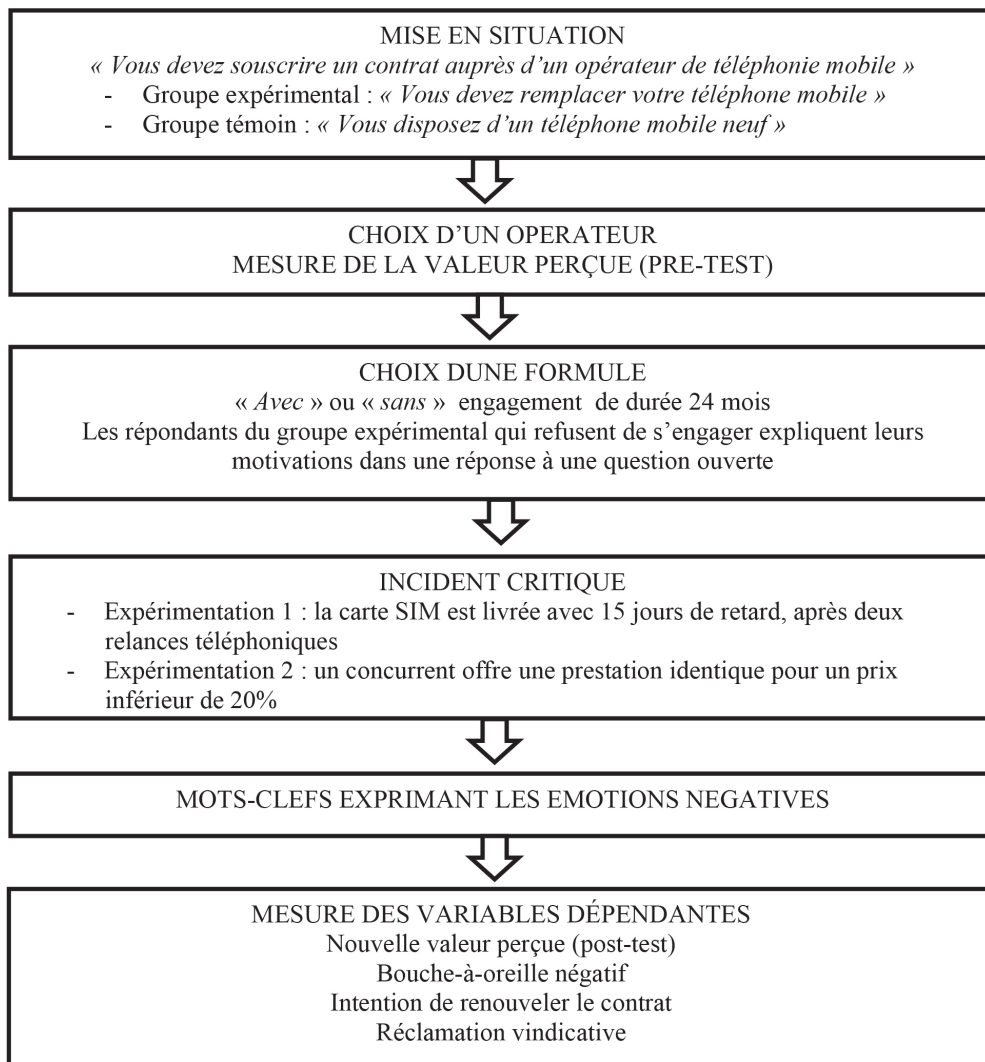 MISE EN SITUATION
« Vous devez souscrire un contrat auprès d’un opérateur de téléphonie mobile »
- Groupe expérimental : « Vous devez remplacer votre téléphone mobile »
- Groupe témoin : « Vous disposez d’un téléphone mobile neuf »
CHOIX D’UN OPERATEUR
MESURE DE LA VALEUR PERÇUE (PRE-TEST)
CHOIX DUNE FORMULE
« Avec » ou « sans » engagement de durée 24 mois
Les répondants du groupe expérimental qui refusent de s’engager expliquent leurs
motivations dans une réponse à une question ouverte
INCIDENT CRITIQUE
- Expérimentation 1 : la carte SIM est livrée avec 15 jours de retard, après deux
relances téléphoniques
- Expérimentation 2 : un concurrent offre une prestation identique pour un prix
inférieur de 20%
MOTS-CLEFS EXPRIMANT LES EMOTIONS NEGATIVES
MESURE DES VARIABLES DÉPENDANTES
Nouvelle valeur perçue (post-test)
Bouche-à-oreille négatif
Intention de renouveler le contrat
Réclamation vindicative